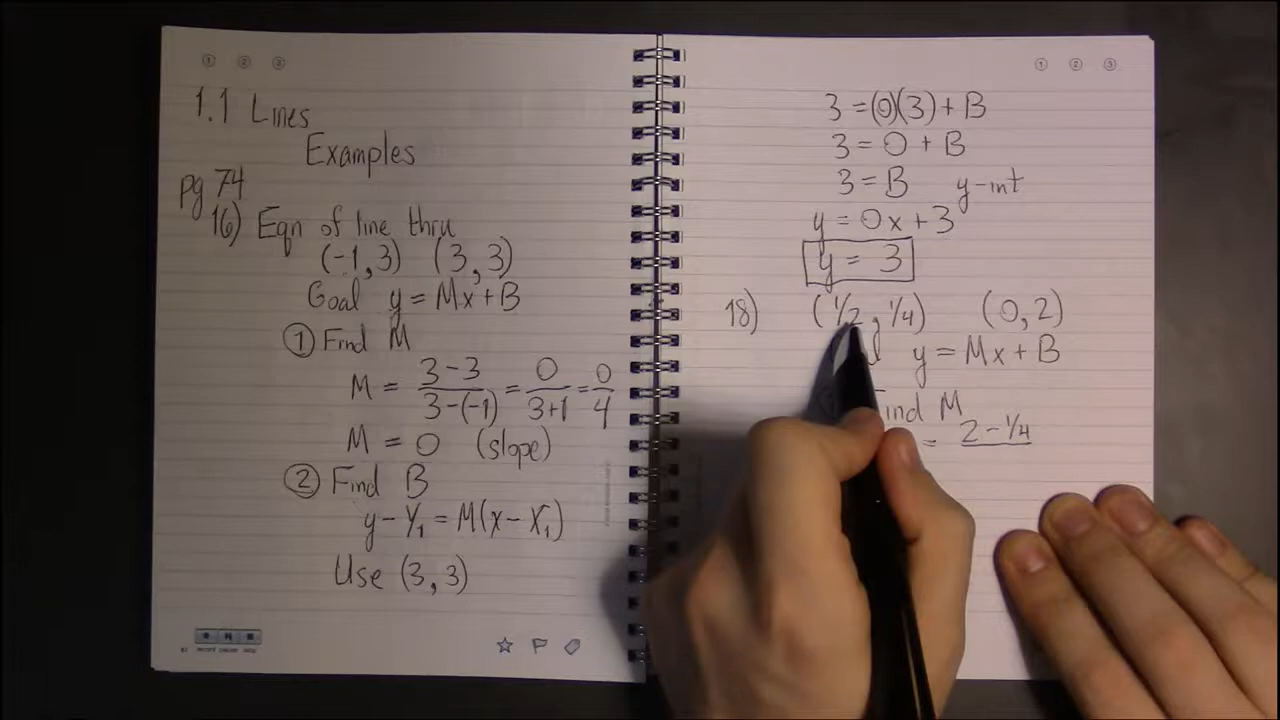 1.1 Lines
Examples
pg 74
16) Eqn of line thru
(-1, 3) (3, 3)
Goal y = Mx + B
① Find M
M = 3-3/3-(-1) = 0/3+1 = 0/4
M = 0 (slope)
② Find B
y - Y₁ = M(x - X₁)
Use (3, 3)
3 = (0)(3) + B
3 = 0 + B
3 = B y-int
y = 0x + 3
y = 3
18) (1/2, 1/4) (0, 2)
y = Mx + B
ind M
= 2 - 1/4